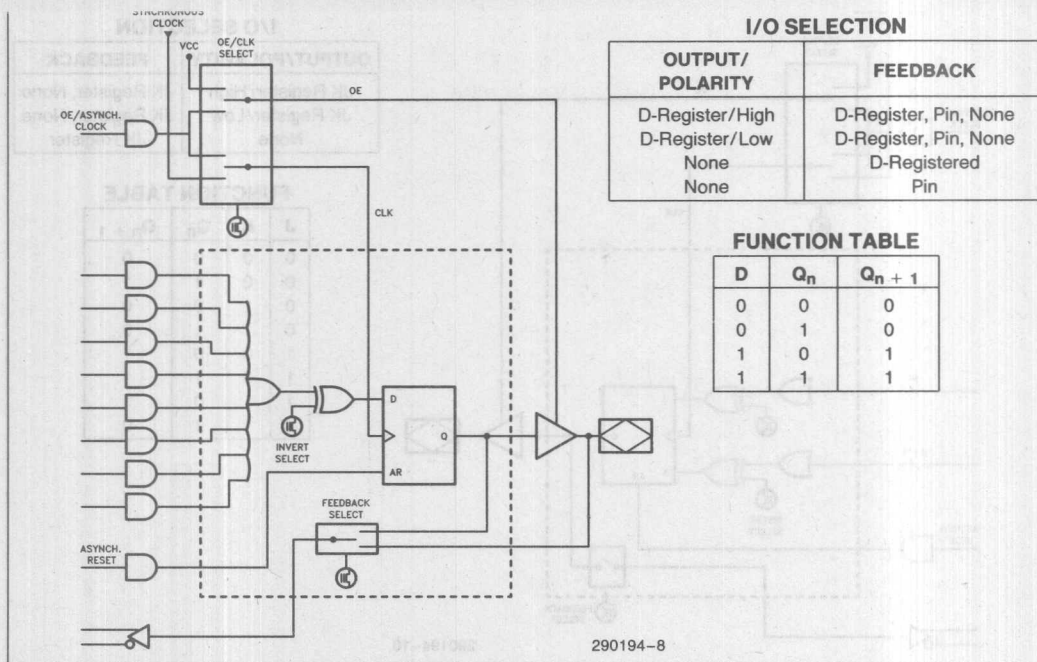 SYNCHRONOUS
CLOCK
VCC
OE/CLK
SELECT
OE
OE/ASYNCH.
CLOCK
CLK
INVERT
SELECT
D
Q
AR
FEEDBACK
SELECT
ASYNCH.
RESET
290194–8
I/O SELECTION
OUTPUT/
POLARITY
FEEDBACK
D-Register/High D-Register, Pin, None
D-Register/Low D-Register, Pin, None
None D-Registered
None Pin
FUNCTION TABLE
D Qn Qn + 1
0 0 0
0 1 0
1 0 1
1 1 1